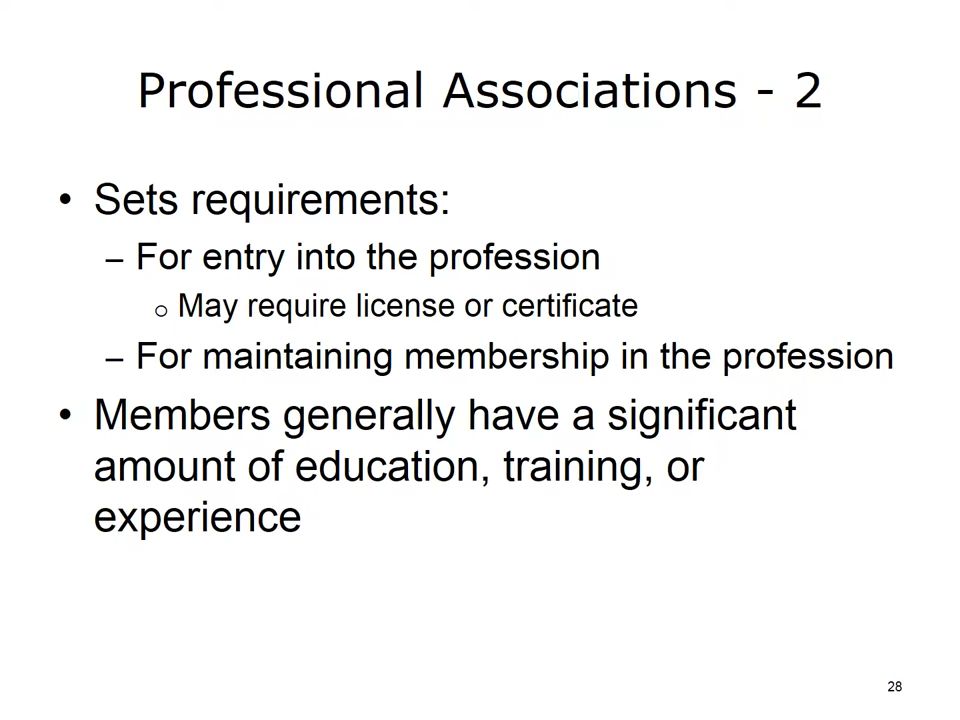 Professional Associations - 2
• Sets requirements:
– For entry into the profession
o May require license or certificate
– For maintaining membership in the profession
• Members generally have a significant
amount of education, training, or
experience
28